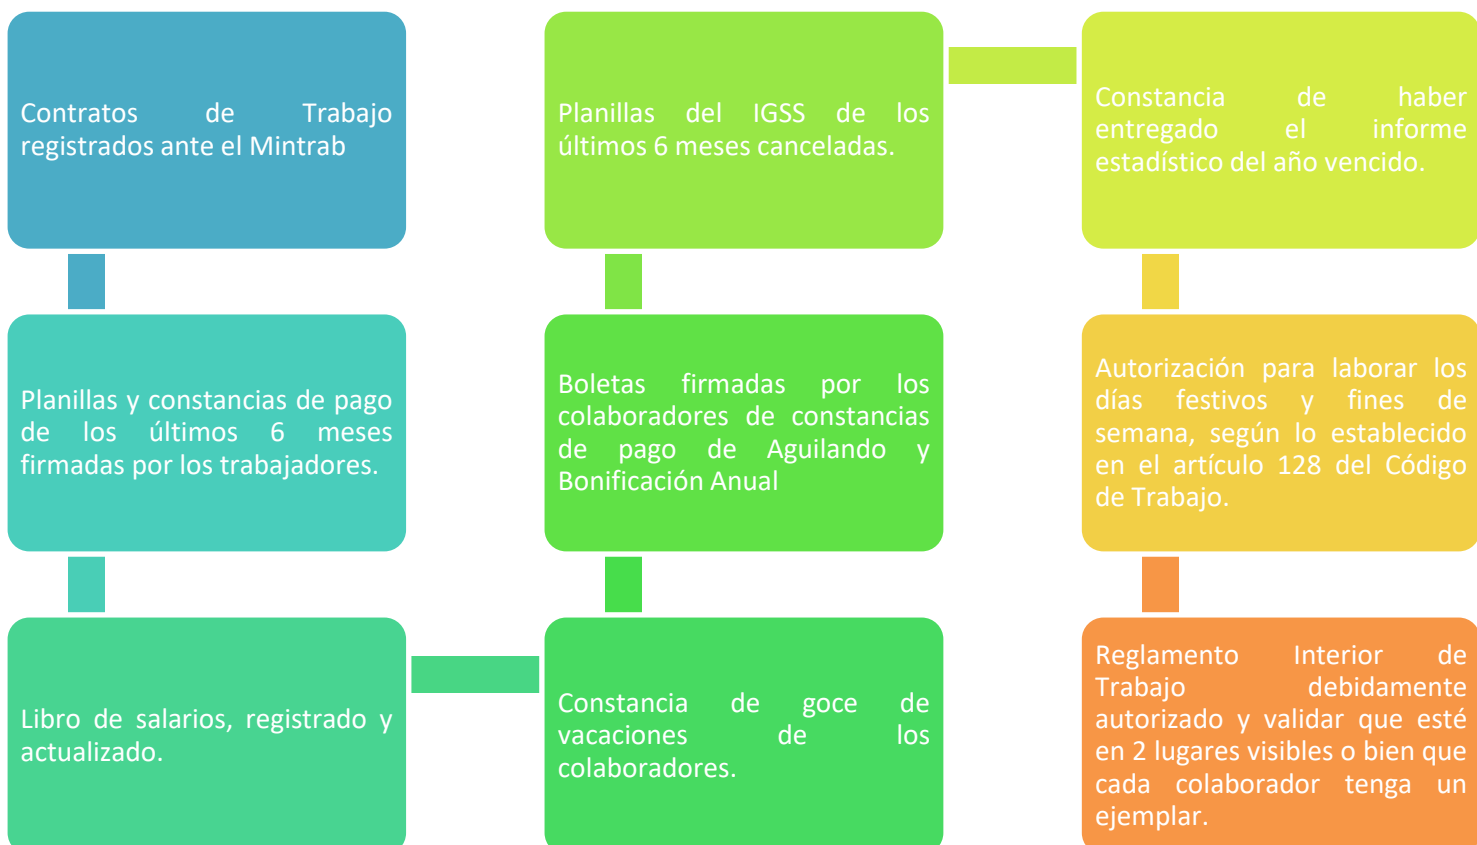 Contratos de Trabajo
registrados ante el Mintrab
Planillas y constancias de pago
de los últimos 6 meses
firmadas por los trabajadores.
Libro de salarios, registrado y
actualizado.
Constancia de goce de
vacaciones de los
colaboradores.
Boletas firmadas por los
colaboradores de constancias
de pago de Aguilando y
Bonificación Anual
Planillas del IGSS de los
últimos 6 meses canceladas.
Constancia de haber
entregado el informe
estadístico del año vencido.
Autorización para laborar los
días festivos y fines de
semana, según lo establecido
en el artículo 128 del Código
de Trabajo.
Reglamento Interior de
Trabajo debidamente
autorizado y validar que esté
en 2 lugares visibles o bien que
cada colaborador tenga un
ejemplar.